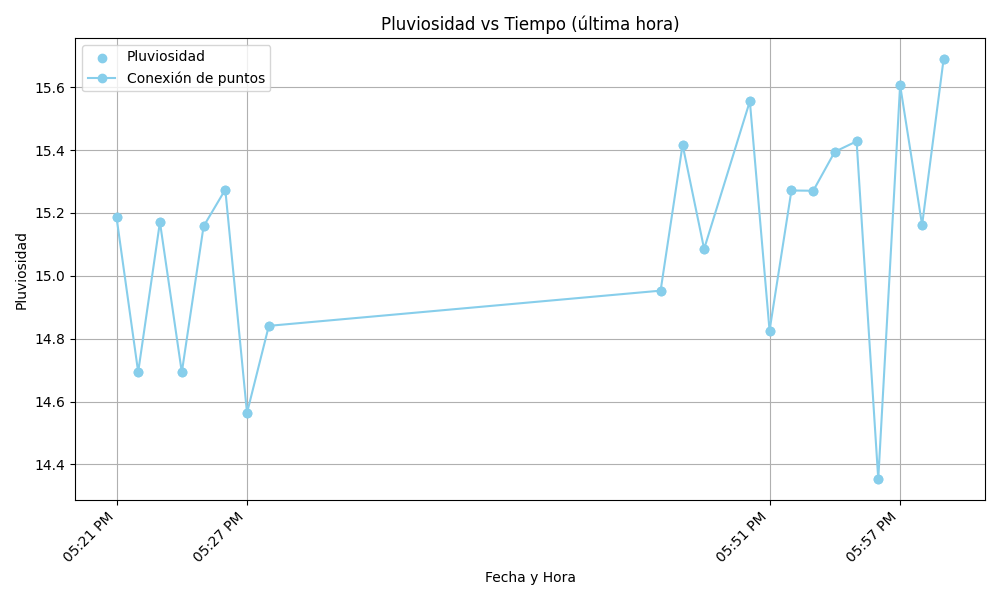 Pluviosidad vs Tiempo (última hora)
Pluviosidad
Conexión de puntos
Pluviosidad
15.6
15.4
15.2
15.0
14.8
14.6
14.4
05:21 PM
05:27 PM
05:51 PM
05:57 PM
Fecha y Hora